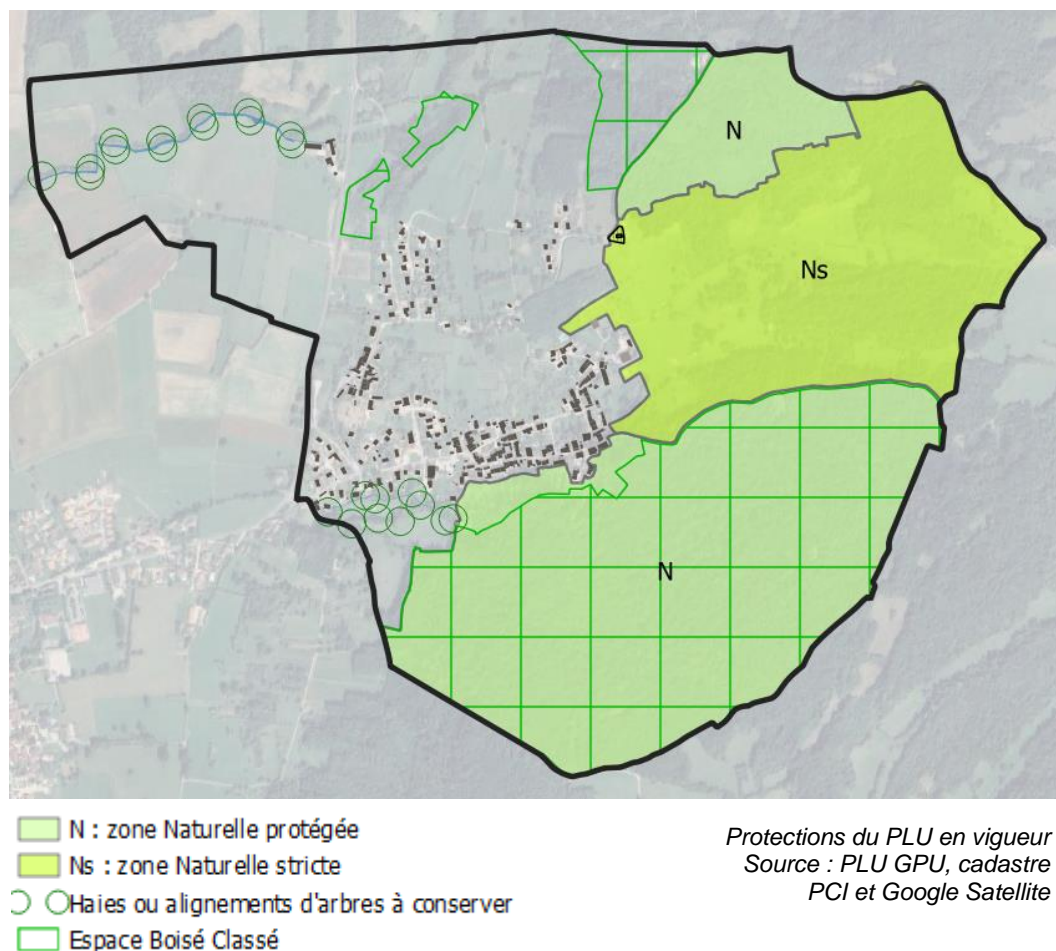 N
Ns
N
N : zone Naturelle protégée
Ns : zone Naturelle stricte
Haies ou alignements d'arbres à conserver
Espace Boisé Classé
Protections du PLU en vigueur
Source : PLU GPU, cadastre
PCI et Google Satellite